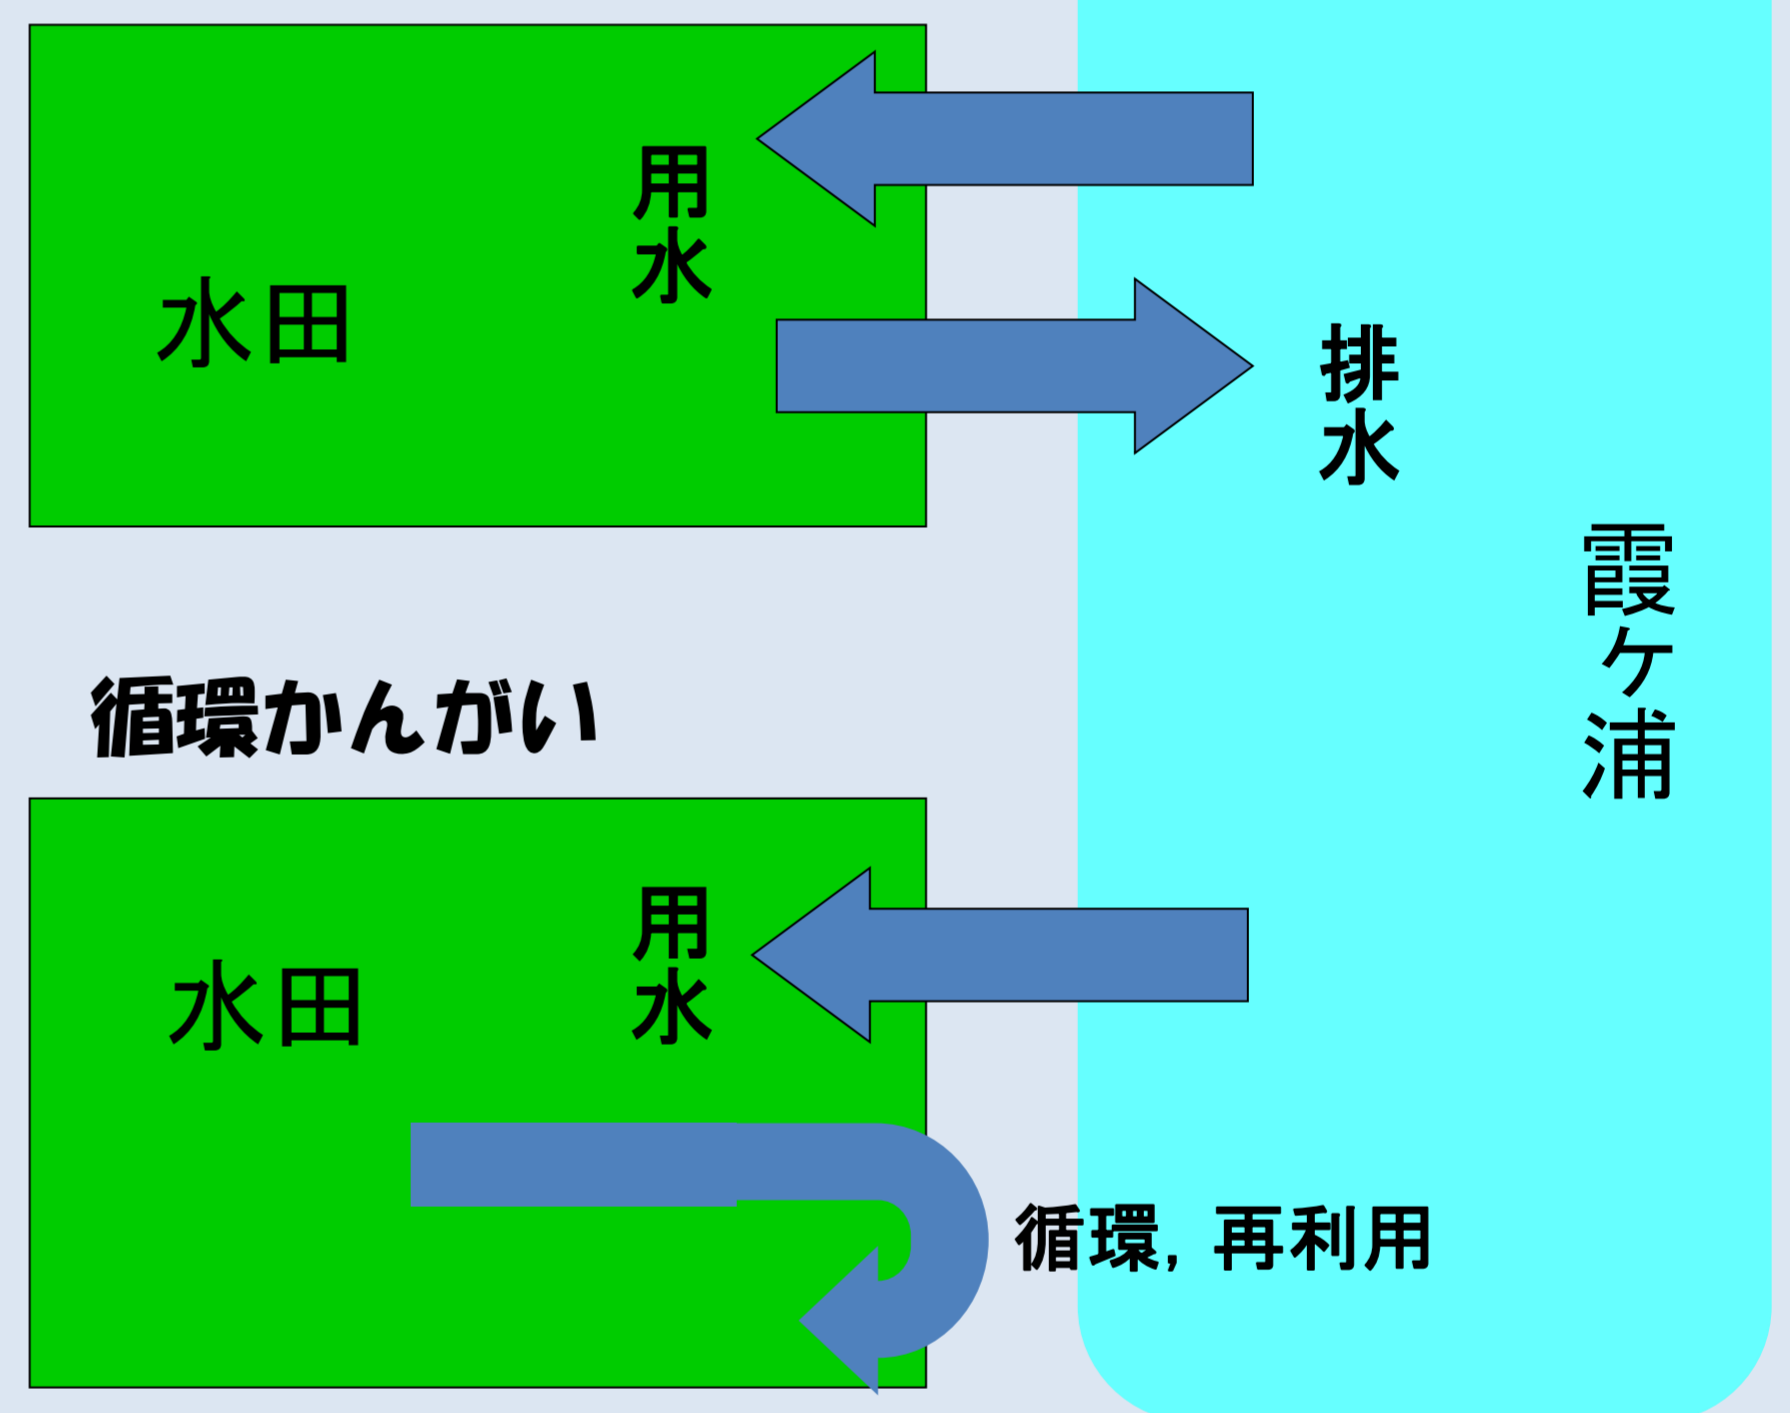 用水
水田
排水
霞ケ浦
循環かんがい
用水
水田
循環, 再利用